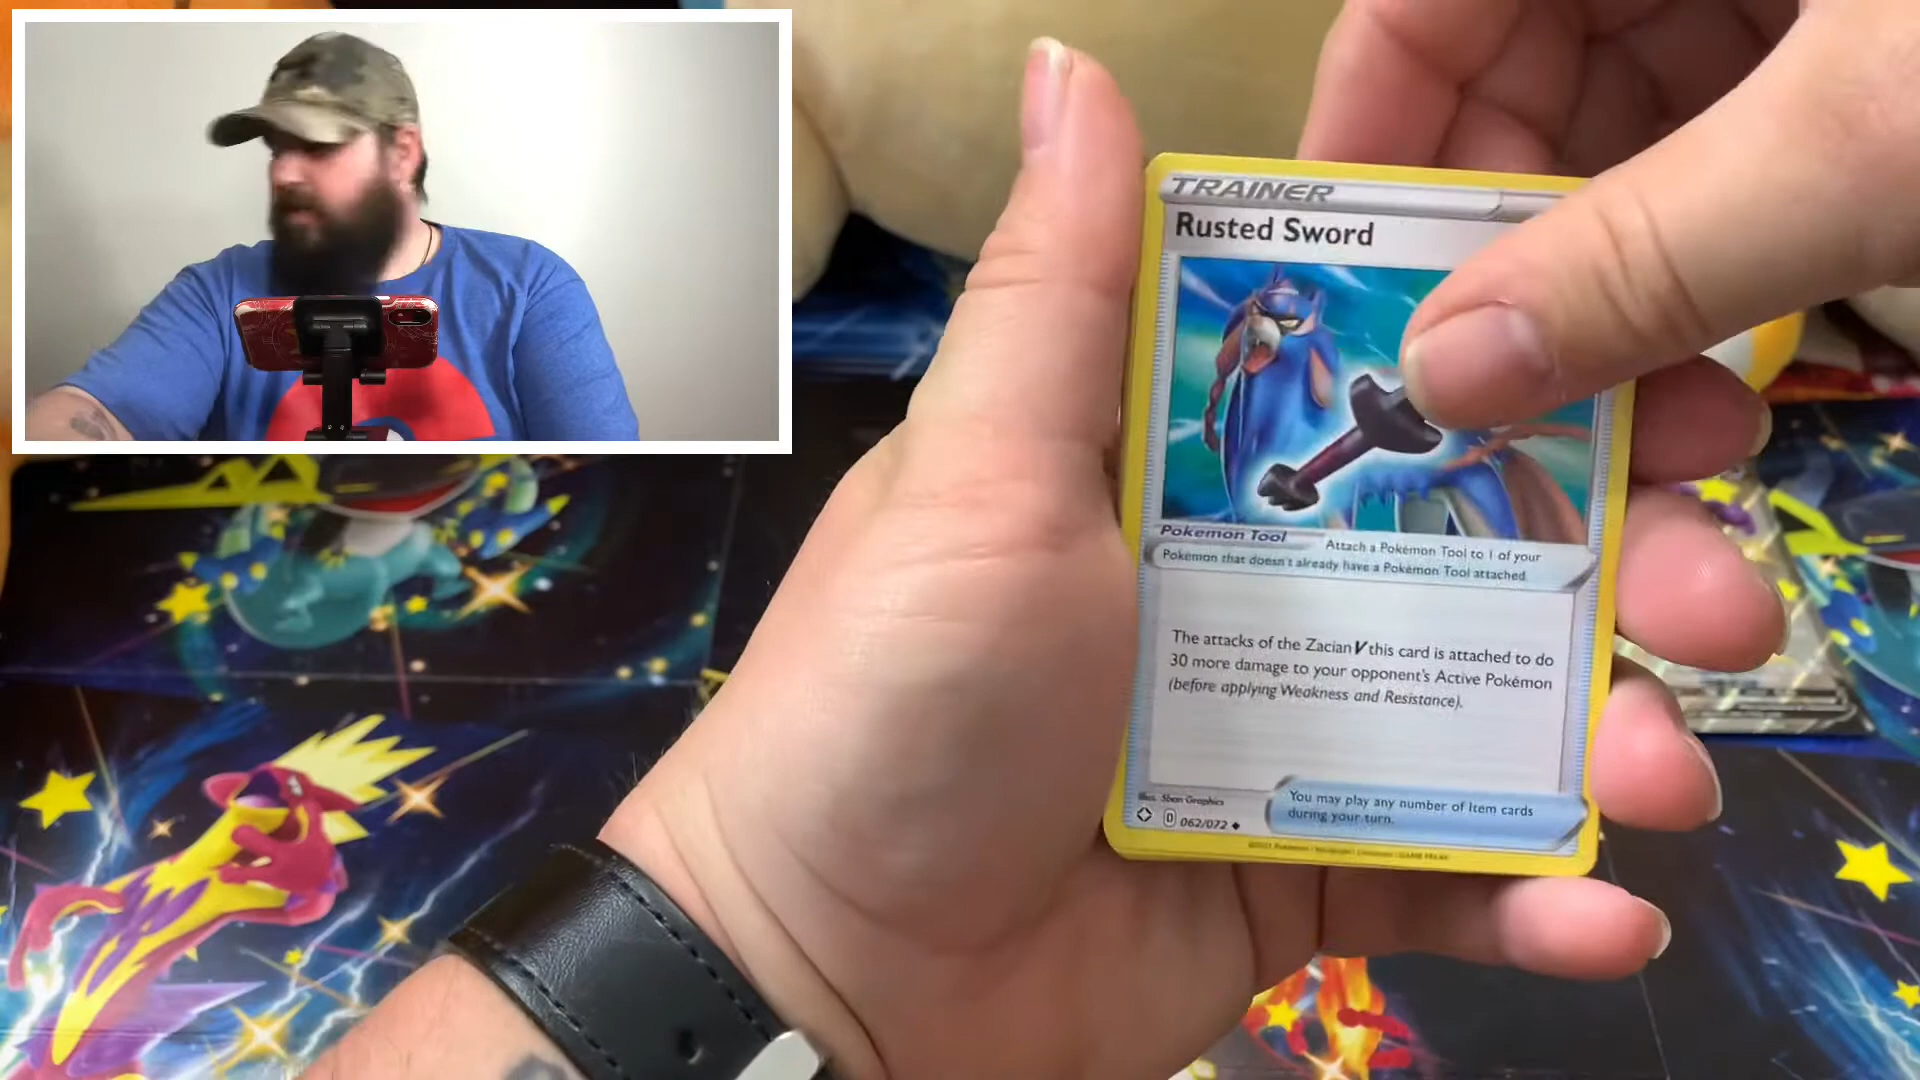 TRAINER
Rusted Sword
Pokémon Tool
Attach a Pokémon Tool to 1 of your
Pokémon that doesn't already have a Pokémon Tool attached.
The attacks of the Zacian V this card is attached to do
30 more damage to your opponent's Active Pokémon
(before applying Weakness and Resistance).
You may play any number of Item cards
during your turn.
Illus. 5ban Graphics
D 062/072